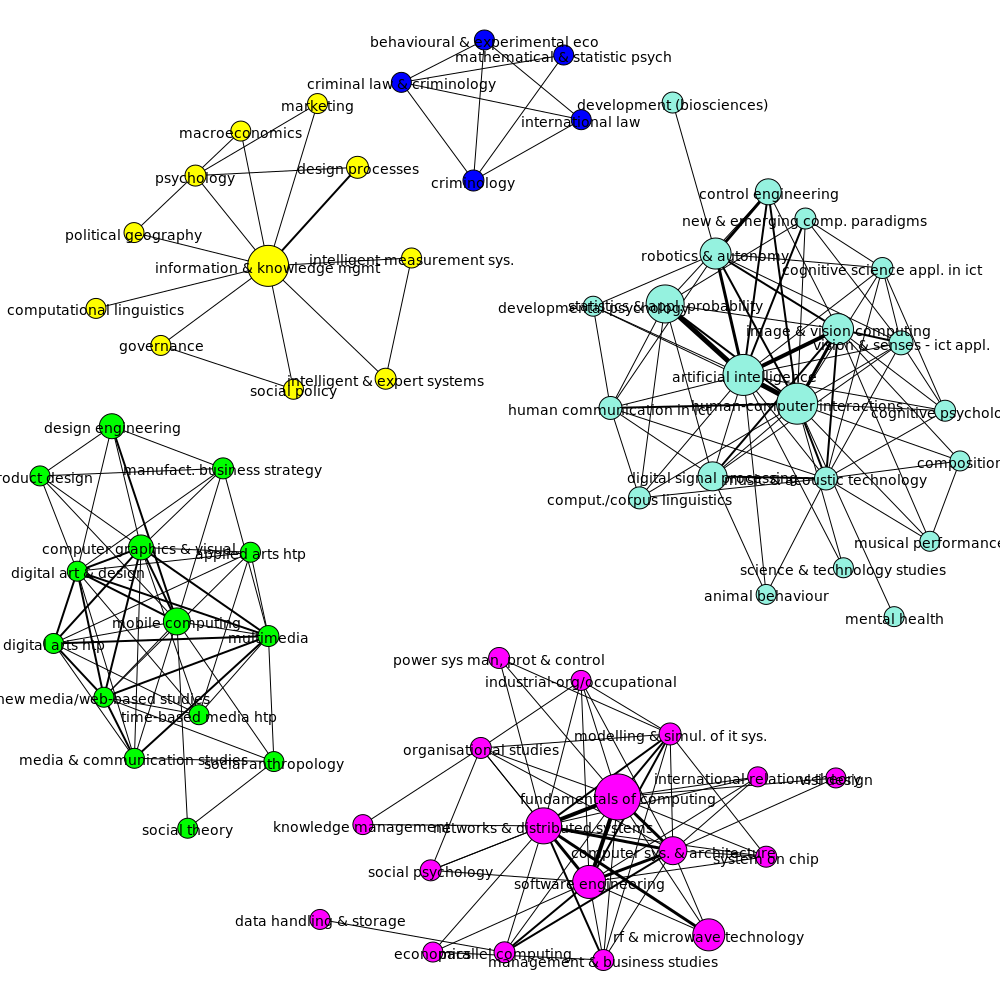 behavioural & experimental eco
mathematical & statistic psych
criminal law & criminology
marketing
development (biosciences)
international law
macroeconomics
design processes
psychology
criminology
control engineering
new & emerging comp. paradigms
political geography
robotics & autonomy
intelligent measurement sys.
information & knowledge mgmt
cognitive science appl. in ict
developmental psychology
statistics & appl. probability
computational linguistics
image & vision computing
vision & senses - ict appl.
governance
artificial intelligence
intelligent & expert systems
social policy
human communication in ict
human-computer interactions
cognitive psycholo
design engineering
manufact. business strategy
roduct design
composition
digital signal processing
music & acoustic technology
comput./corpus linguistics
computer graphics & visual
applied arts htp
musical performance
digital art & design
science & technology studies
animal behaviour
mobile computing
mental health
multimedia
digital arts htp
power sys man, prot & control
industrial org/occupational
new media/web-based studies
time-based media htp
modelling & simul. of it sys.
organisational studies
media & communication studies
social anthropology
international relations theory
vlsi design
fundamentals of computing
social theory
knowledge management
networks & distributed systems
computer sys. & architecture
system on chip
social psychology
software engineering
data handling & storage
rf & microwave technology
economics
parallel computing
management & business studies